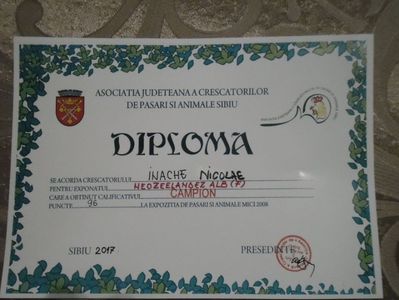 ASOCIATIA JUDETEANA A CRESCATORILOR
DE PASARI SI ANIMALE SIBIU
DIPLOMA
SE ACORDA CRESCATORULUI INACHE NICOLAE
PENTRU EXPONATUL NEOZEELANDEZ ALB (F)
CARE A OBTINUT CALIFICATIVUL CAMPION
PUNCTE 96 LA EXPOZITIA DE PASARI SI ANIMALE MICI 2008
SIBIU 2017 PRESEDINTE